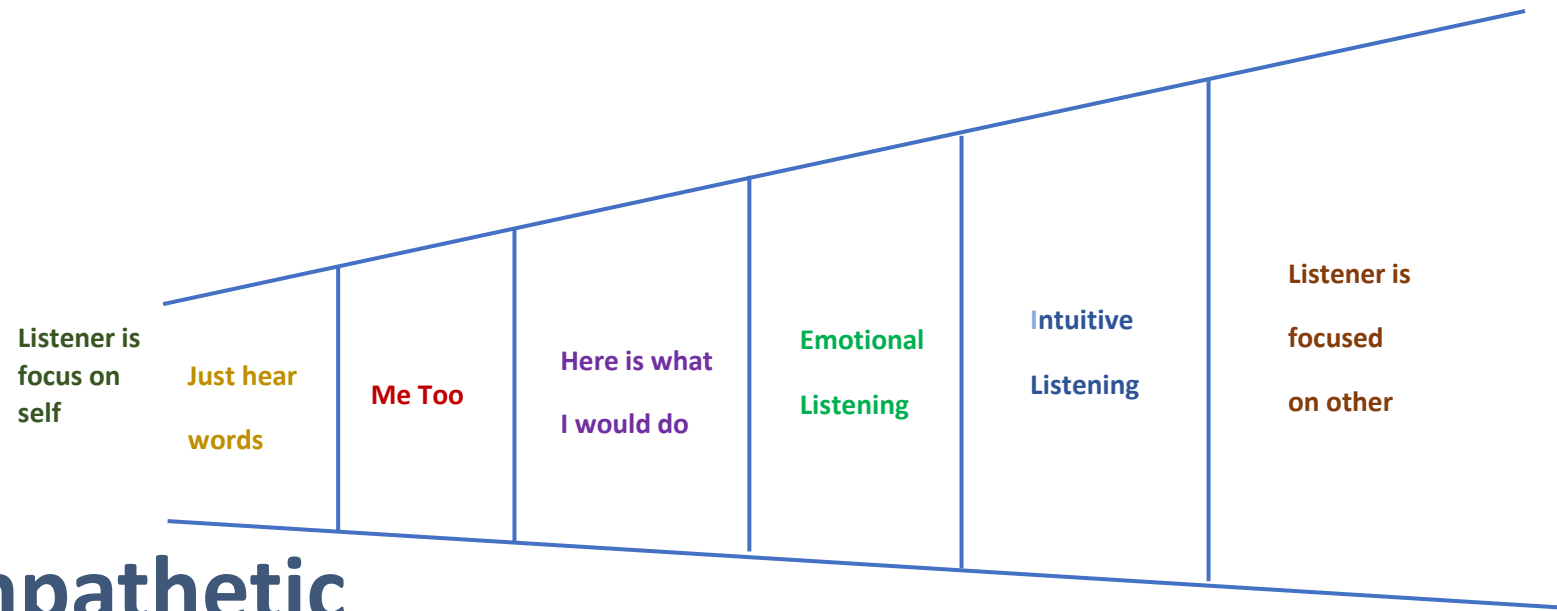 Listener is
focus on
self
Just hear
words
Me Too
Here is what
I would do
Emotional
Listening
Intuitive
Listening
Listener is
focused
on other
npathetic